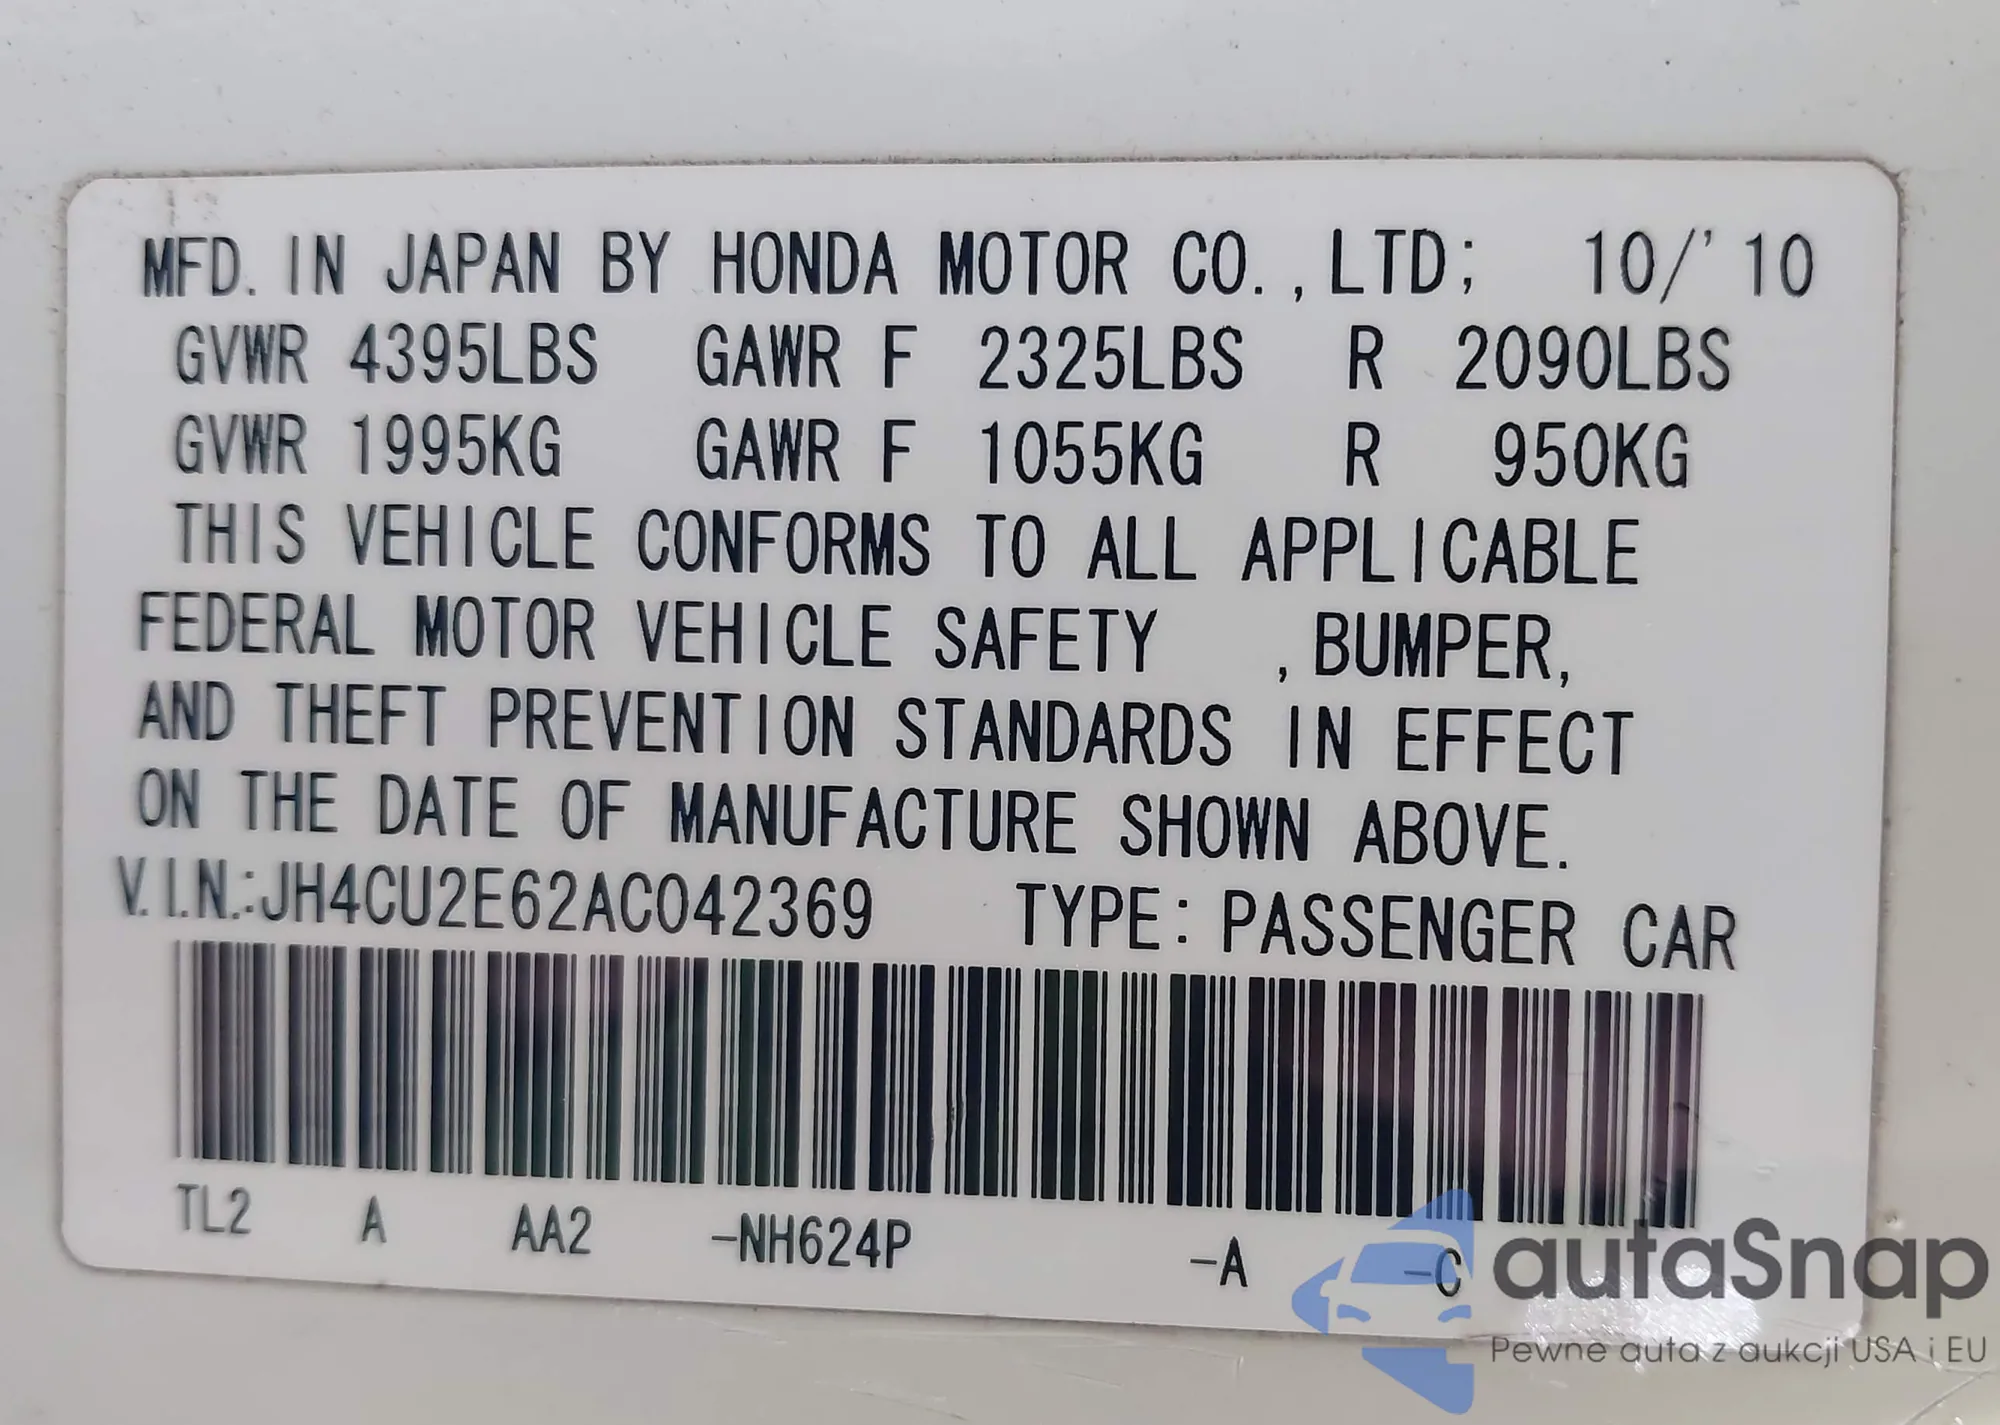 MFD. IN JAPAN BY HONDA MOTOR CO.,LTD; 10/'10
GVWR 4395LBS GAWR F 2325LBS R 2090LBS
GVWR 1995KG GAWR F 1055KG R 950KG
THIS VEHICLE CONFORMS TO ALL APPLICABLE
FEDERAL MOTOR VEHICLE SAFETY ,BUMPER,
AND THEFT PREVENTION STANDARDS IN EFFECT
ON THE DATE OF MANUFACTURE SHOWN ABOVE.
V.I.N.:JH4CU2E62AC042369 TYPE:PASSENGER CAR
TL2 A AA2 -NH624P -A -C
autaSnap
Pewne auta z aukcji USA i EU